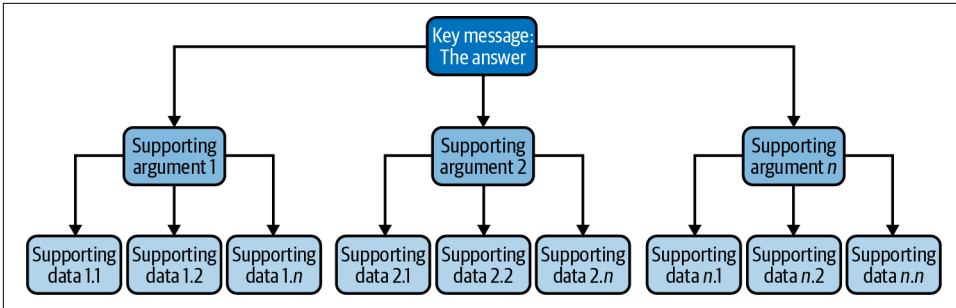 Key message:
The answer
Supporting
argument 1
Supporting
argument 2
Supporting
argument n
Supporting
data 1.1
Supporting
data 1.2
Supporting
data 1.n
Supporting
data 2.1
Supporting
data 2.2
Supporting
data 2.n
Supporting
data n.1
Supporting
data n.2
Supporting
data n.n